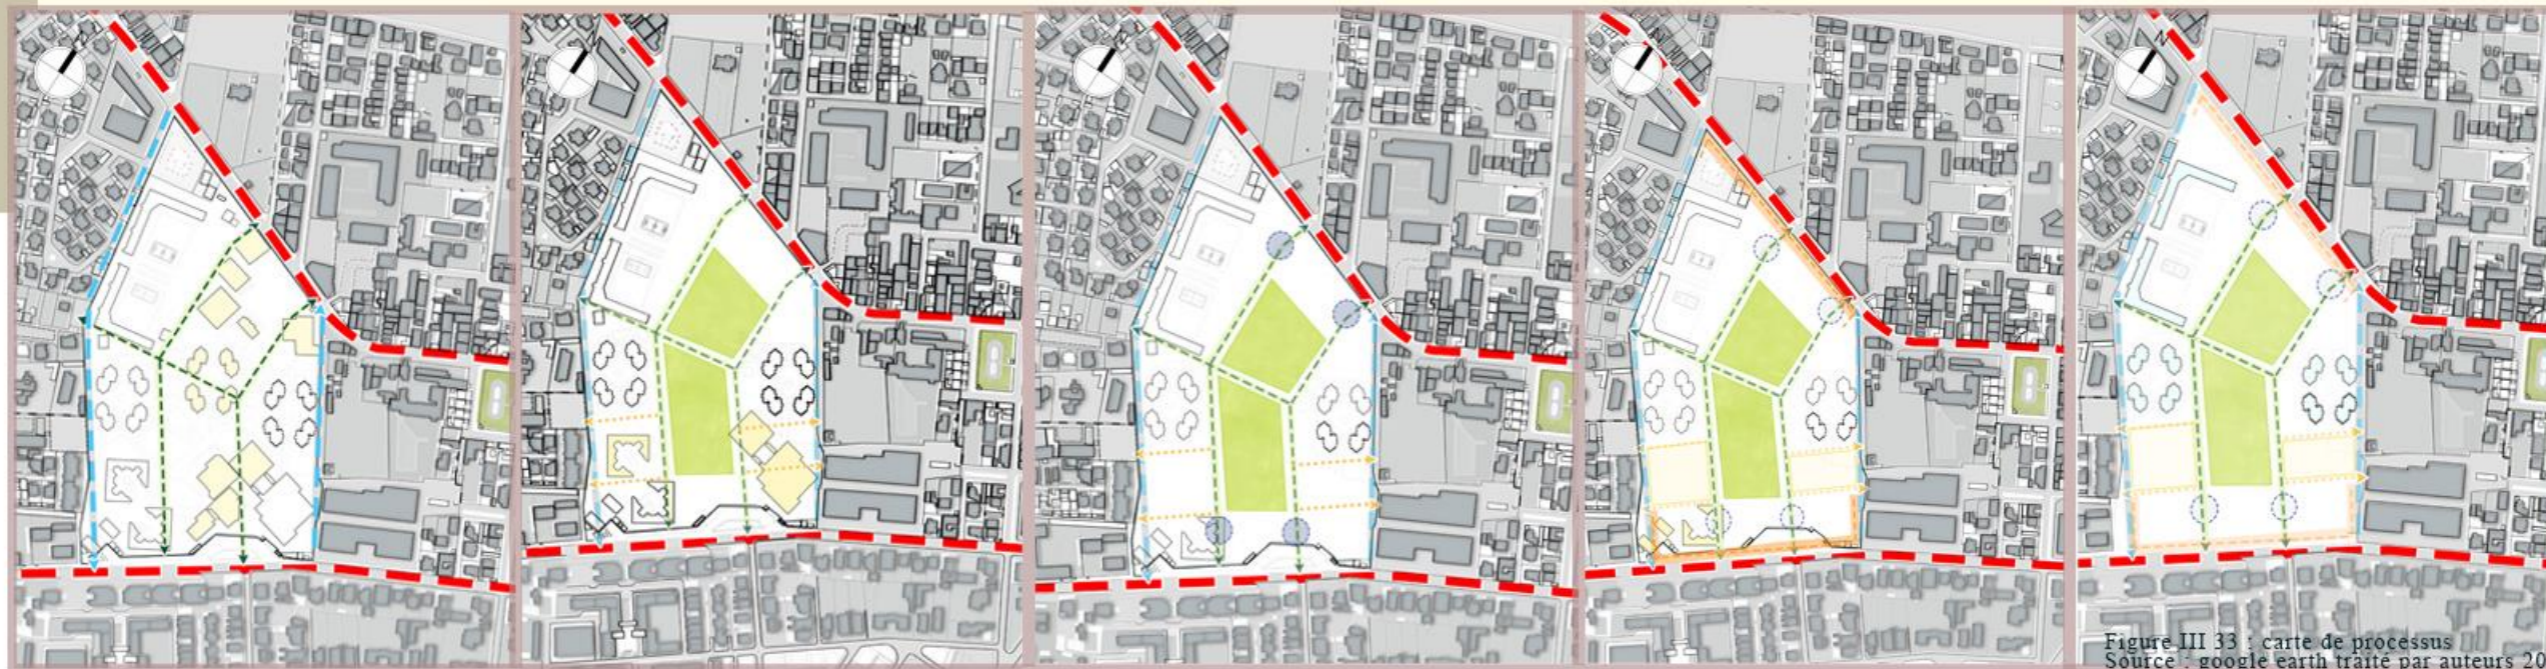 N
Figure III 33 : carte de processus
Source : google earth traité par auteurs